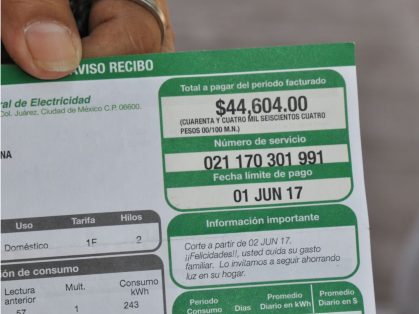 AVISO RECIBO
ral de Electricidad
Col. Juárez, Ciudad de México C.P. 06600.
NA
Total a pagar del periodo facturado
$44,604.00
(CUARENTA Y CUATRO MIL SEISCIENTOS CUATRO
PESOS 00/100 M.N.)
Número de servicio
021 170 301 991
Fecha límite de pago
01 JUN 17
Información importante
Corte a partir de 02 JUN 17.
¡¡Felicidades!!, usted cuida su gasto
familiar. Lo invitamos a seguir ahorrando
luz en su hogar.
Uso Tarifa Hilos
Doméstico 1F 2
ión de consumo
Lectura anterior Mult. Consumo kWh
57 1 243
Periodo Consumo Días Promedio Diario en kWh Promedio Diario en $